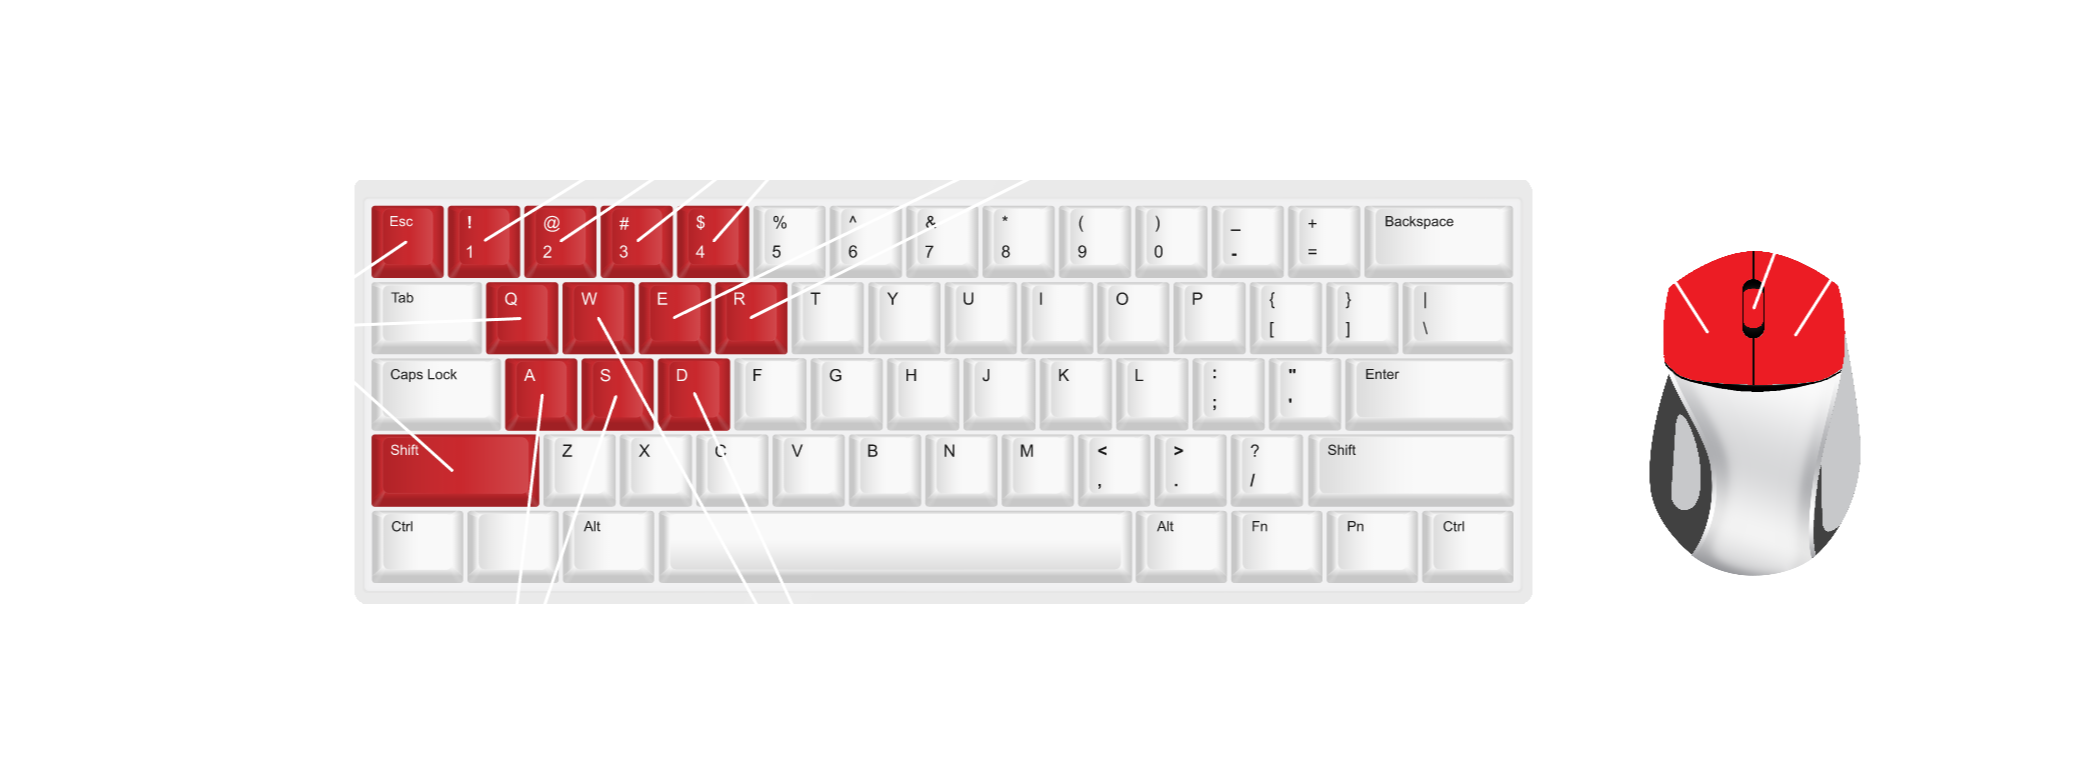 Esc ! @ # $ % ^ & * ( ) _ + Backspace
1 2 3 4 5 6 7 8 9 0 - =
Tab Q W E R T Y U I O P { } |
[ ] \
Caps Lock A S D F G H J K L : " Enter
; '
Shift Z X C V B N M < > ? Shift
, . /
Ctrl Alt Alt Fn Pn Ctrl